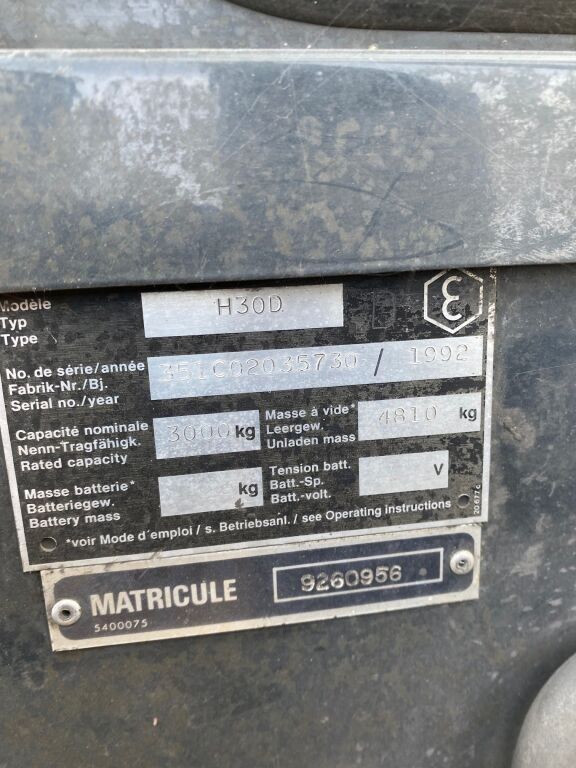 Modèle
Typ
Type
H30D
ε
No. de série/année
Fabrik-Nr./Bj.
Serial no./year
351C02035730 / 1992
Capacité nominale
Nenn-Tragfähigk.
Rated capacity
3000 kg
Masse à vide*
Leergew.
Unladen mass
4810 kg
Masse batterie*
Batteriegew.
Battery mass
kg
Tension batt.
Batt.-Sp.
Batt.-volt.
V
*voir Mode d'emploi / s. Betriebsanl. / see Operating instructions
MATRICULE
9260956
5400075